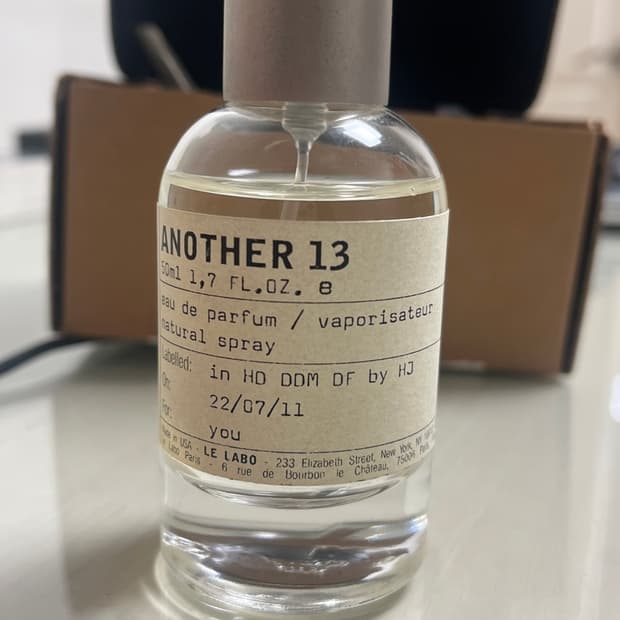 ANOTHER 13
50ml 1,7 FL.OZ. e
eau de parfum / vaporisateur
natural spray
Labelled: in HD DDM DF by HJ
On: 22/07/11
For: you
Made in USA - LE LABO - 233 Elizabeth Street, New York, NY
Le Labo Paris - 6 rue de Bourbon le Château, 75006